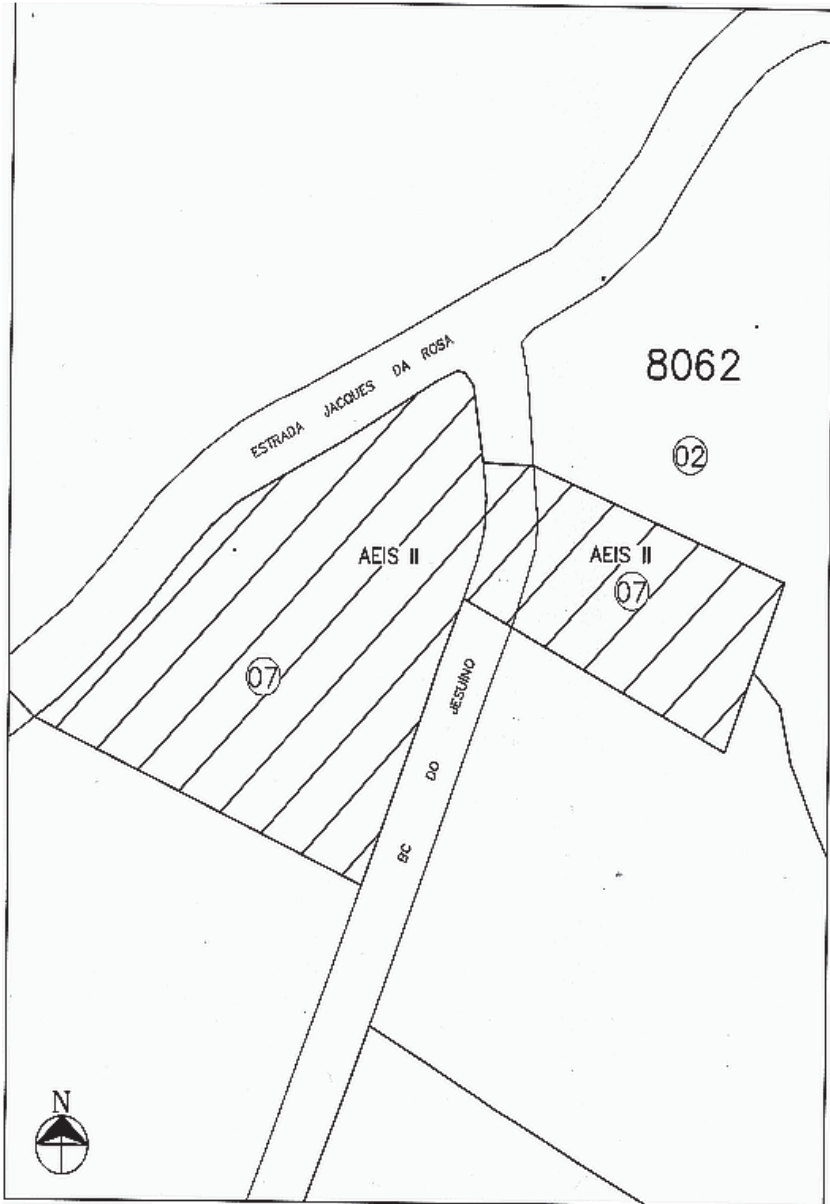 ESTRADA JACQUES DA ROSA
8062
02
AEIS II
AEIS II
07
07
BC DO JESUINO
N